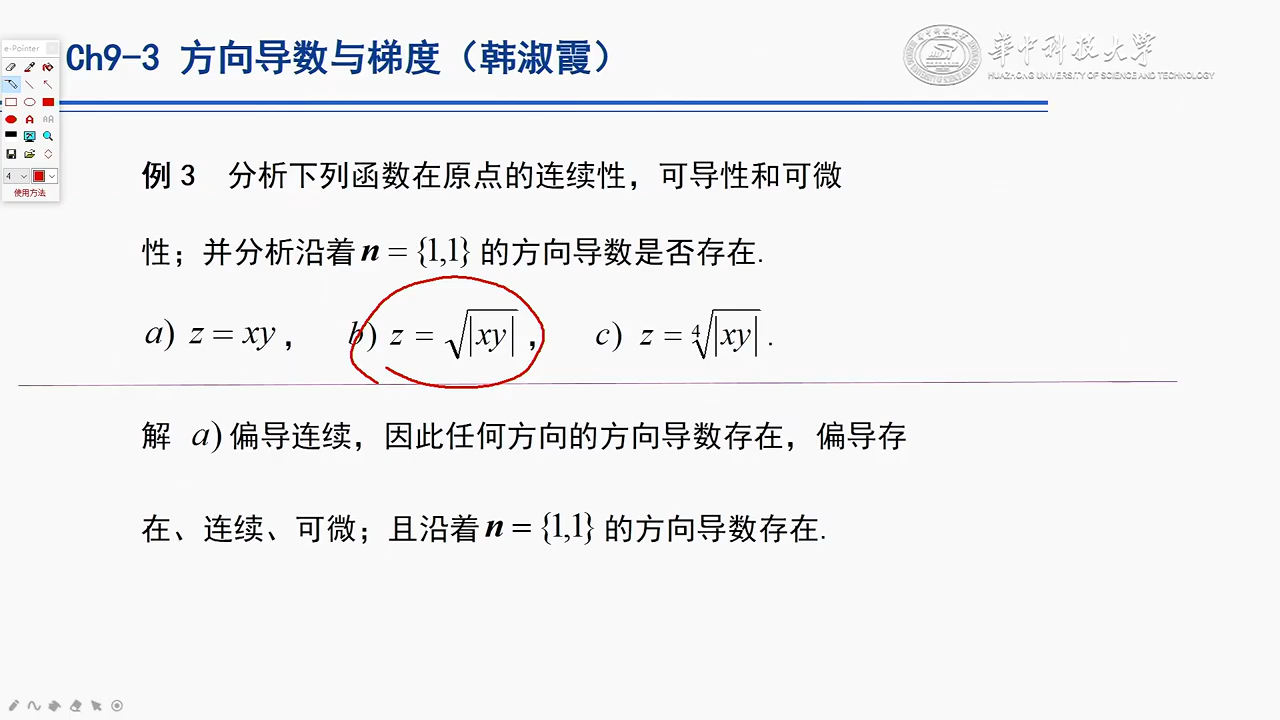 e-Pointer
Ch9-3 方向导数与梯度（韩淑霞）
華中科技大学
HUAZHONG UNIVERSITY OF SCIENCE AND TECHNOLOGY
A AA
4
使用方法
例 3 分析下列函数在原点的连续性，可导性和可微
性；并分析沿着 n = {1,1} 的方向导数是否存在.
a) z = xy， b) z = √|xy|， c) z = ∜|xy|.
解 a) 偏导连续，因此任何方向的方向导数存在，偏导存
在、连续、可微；且沿着 n = {1,1} 的方向导数存在.